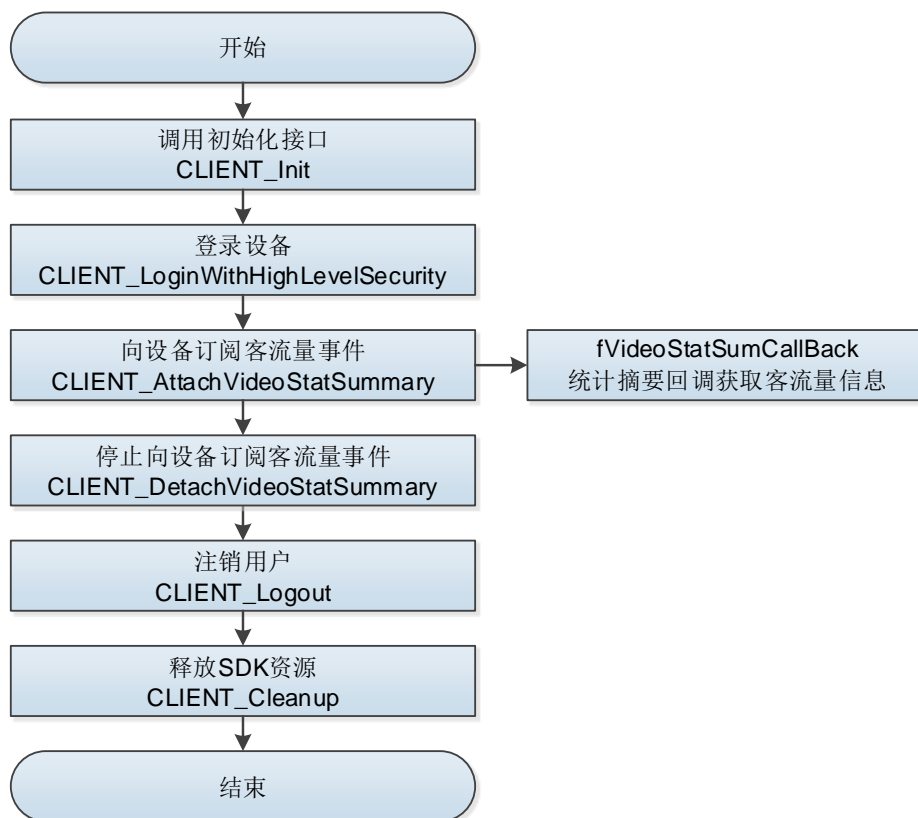 开始
调用初始化接口
CLIENT_Init
登录设备
CLIENT_LoginWithHighLevelSecurity
向设备订阅客流量事件
CLIENT_AttachVideoStatSummary
fVideoStatSumCallBack
统计摘要回调获取客流量信息
停止向设备订阅客流量事件
CLIENT_DetachVideoStatSummary
注销用户
CLIENT_Logout
释放SDK资源
CLIENT_Cleanup
结束